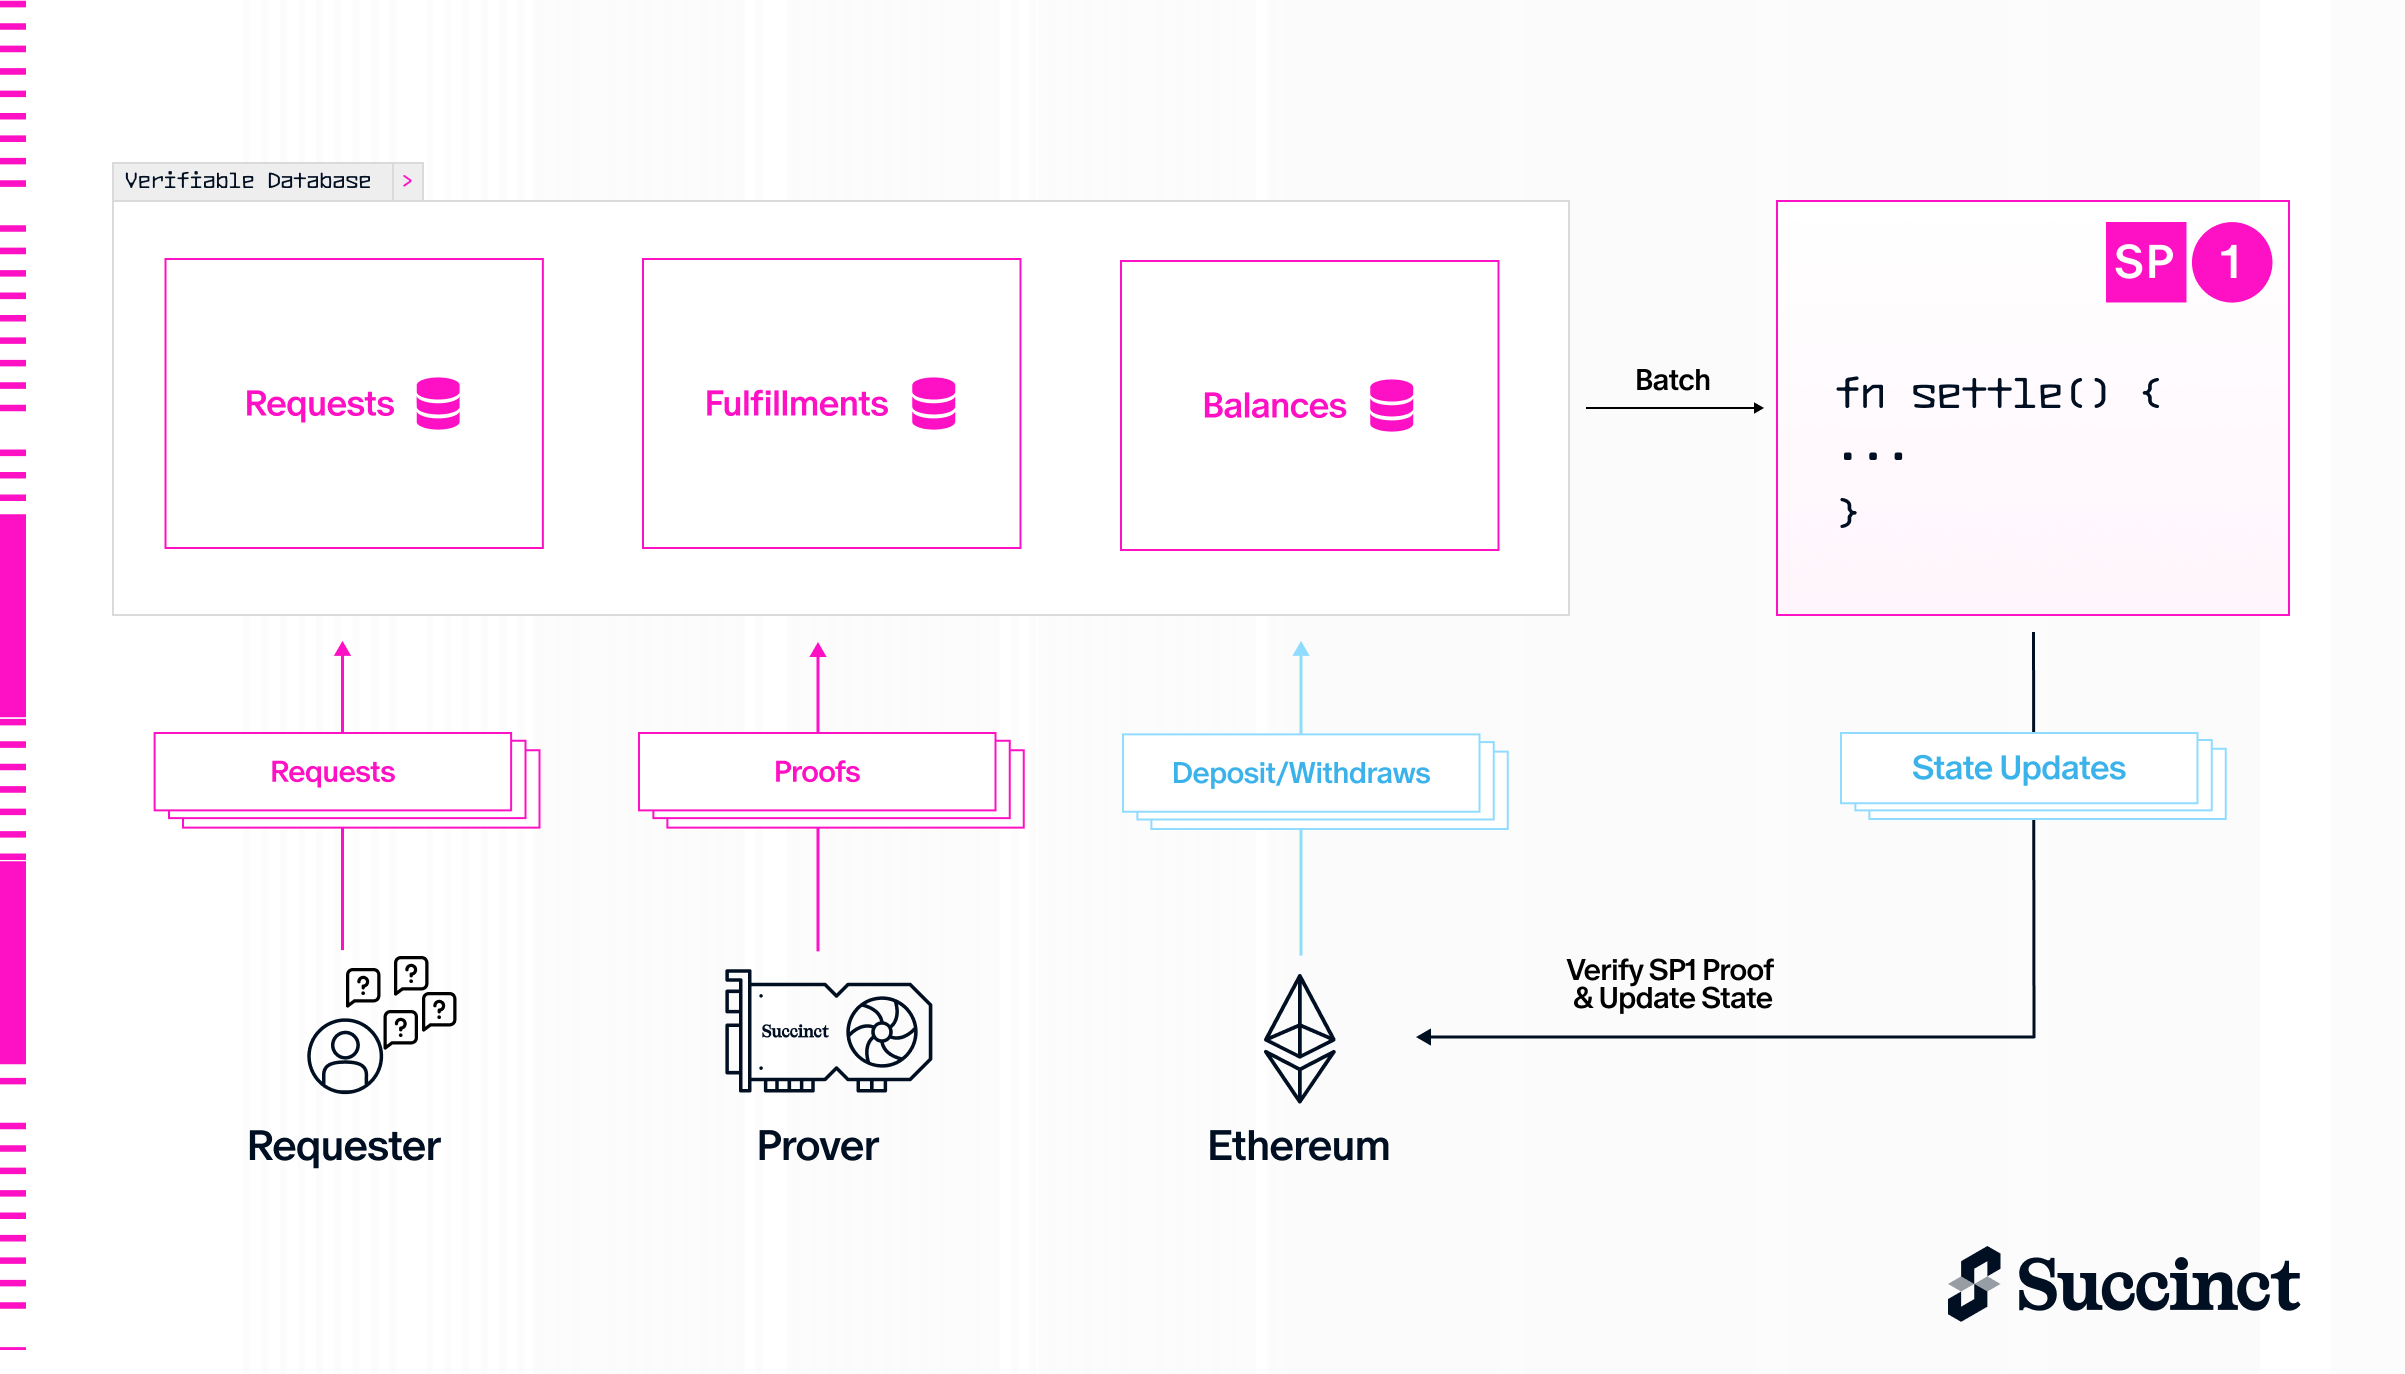 Verifiable Database >
SP 1
Requests
Fulfillments
Balances
Batch
fn settle() {
...
}
Requests
Proofs
Deposit/Withdraws
State Updates
? ? ? ?
Succinct
Verify SP1 Proof
& Update State
Requester
Prover
Ethereum
Succinct